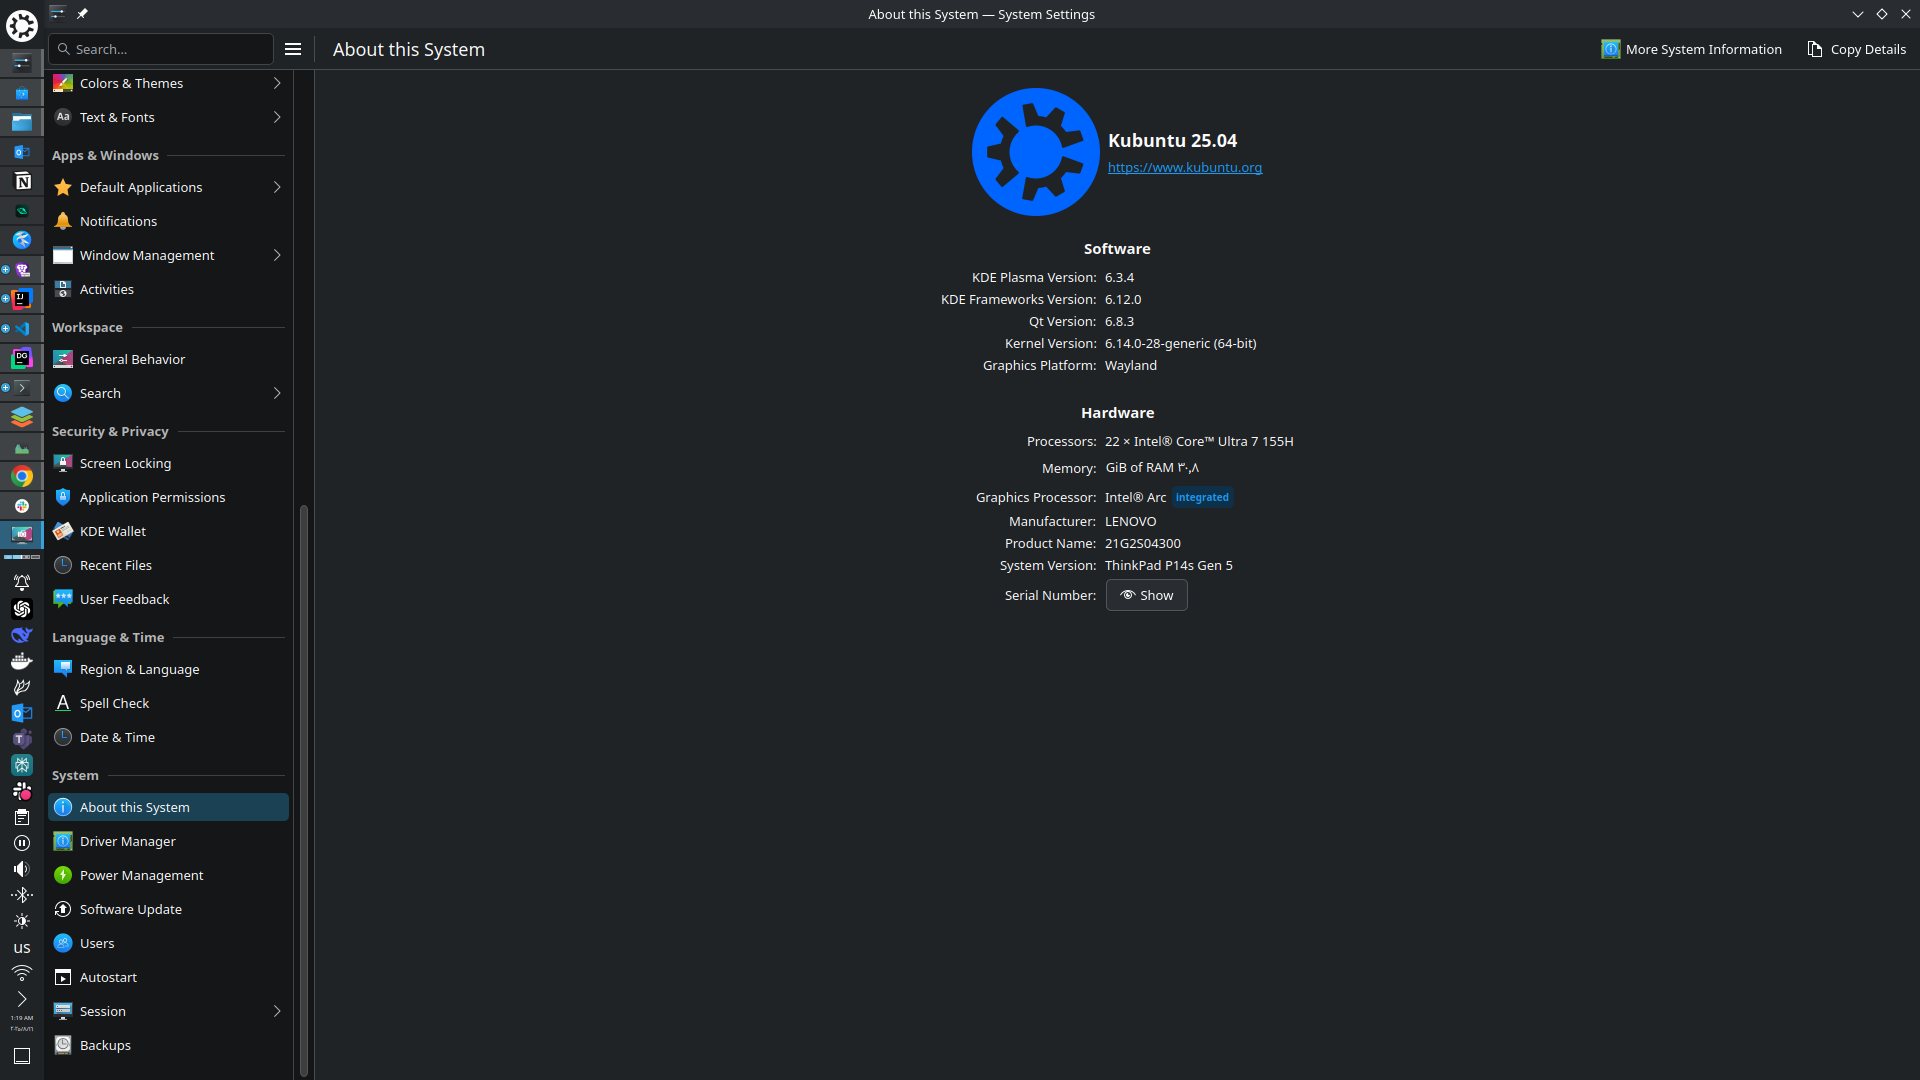 About this System — System Settings
Search...
About this System
More System Information
Copy Details
Colors & Themes
Aa
Text & Fonts
Apps & Windows
Default Applications
Notifications
Window Management
Activities
Workspace
General Behavior
Search
Security & Privacy
Screen Locking
Application Permissions
KDE Wallet
Recent Files
User Feedback
Language & Time
Region & Language
Spell Check
Date & Time
System
About this System
Driver Manager
Power Management
Software Update
Users
Autostart
Session
Backups
Kubuntu 25.04
https://www.kubuntu.org
Software
KDE Plasma Version: 6.3.4
KDE Frameworks Version: 6.12.0
Qt Version: 6.8.3
Kernel Version: 6.14.0-28-generic (64-bit)
Graphics Platform: Wayland
Hardware
Processors: 22 × Intel® Core™ Ultra 7 155H
Memory: GiB of RAM ۳۰٫۸
Graphics Processor: Intel® Arc integrated
Manufacturer: LENOVO
Product Name: 21G2S04300
System Version: ThinkPad P14s Gen 5
Serial Number: Show
IJ
DG
us
1:19 AM